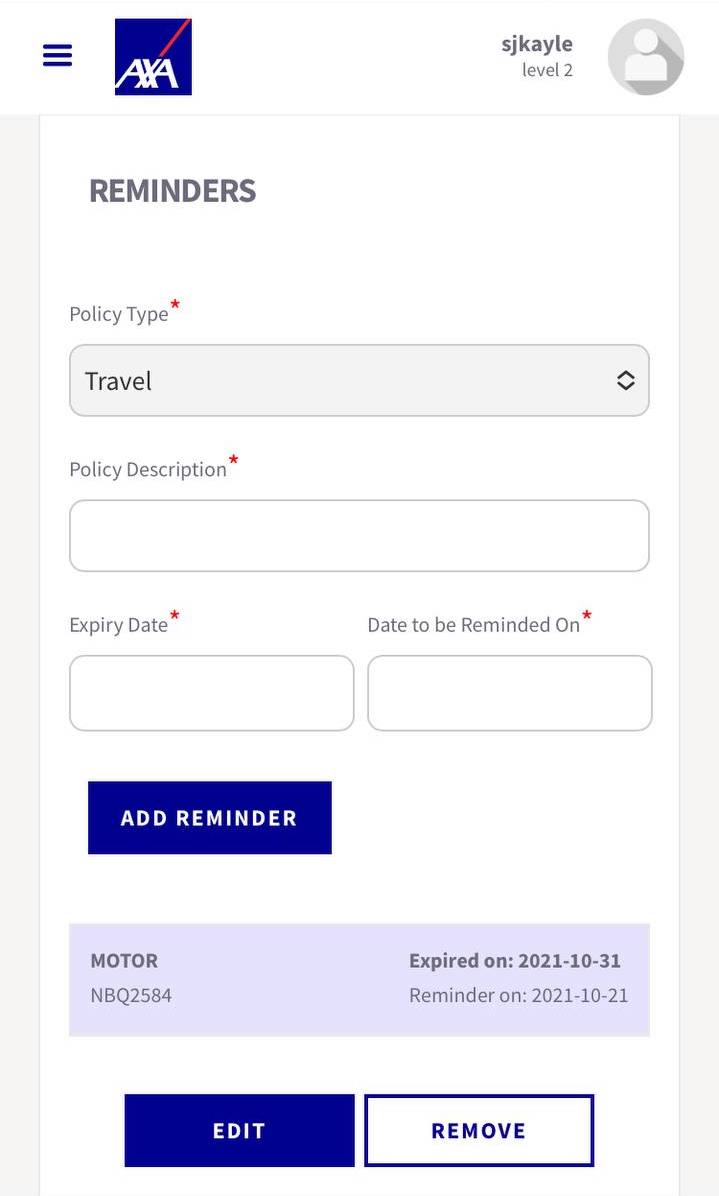 AXA
sjkayle
level 2
REMINDERS
Policy Type*
Travel
Policy Description*
Expiry Date* Date to be Reminded On*
ADD REMINDER
MOTOR Expired on: 2021-10-31
NBQ2584 Reminder on: 2021-10-21
EDIT REMOVE